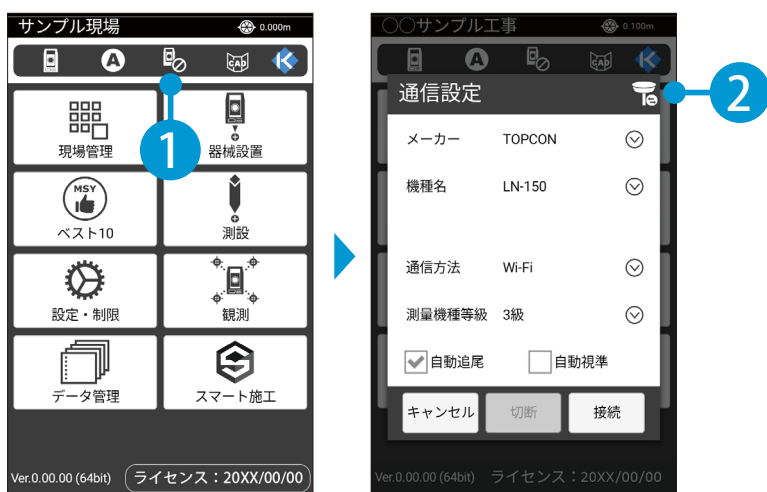 サンプル現場
0.000m
A
CAD
現場管理
器械設置
1
MSY
ベスト10
測設
設定・制限
観測
データ管理
スマート施工
Ver.0.00.00 (64bit)
ライセンス：20XX/00/00
○○サンプル工事
0.100m
A
CAD
通信設定
2
メーカー TOPCON
機種名 LN-150
通信方法 Wi-Fi
測量機種等級 3級
自動追尾 自動視準
キャンセル 切断 接続
Ver.0.00.00 (64bit)
ライセンス：20XX/00/00